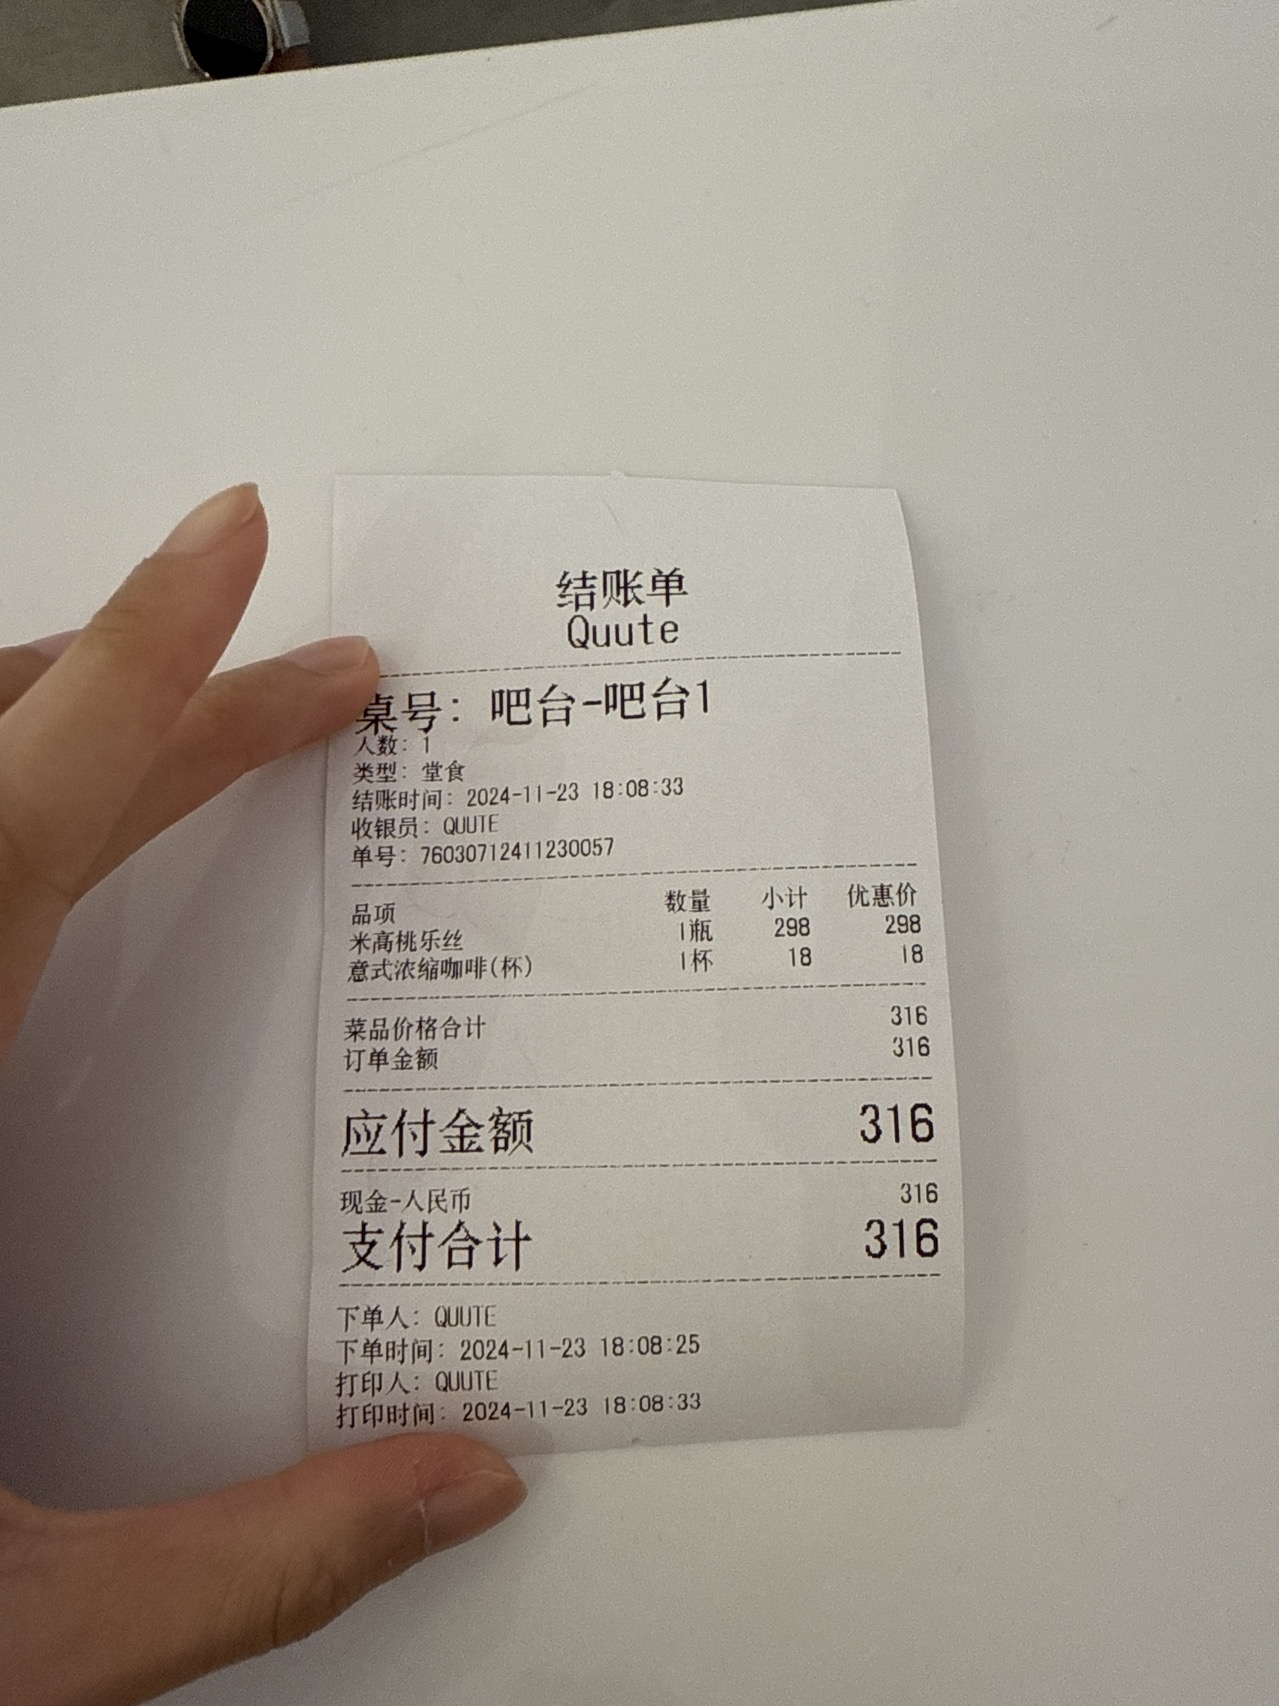 结账单
Quute
桌号: 吧台-吧台1
人数: 1
类型: 堂食
结账时间: 2024-11-23 18:08:33
收银员: QUUTE
单号: 76030712411230057
品项 数量 小计 优惠价
米高桃乐丝 1瓶 298 298
意式浓缩咖啡(杯) 1杯 18 18
菜品价格合计 316
订单金额 316
应付金额 316
现金-人民币 316
支付合计 316
下单人: QUUTE
下单时间: 2024-11-23 18:08:25
打印人: QUUTE
打印时间: 2024-11-23 18:08:33